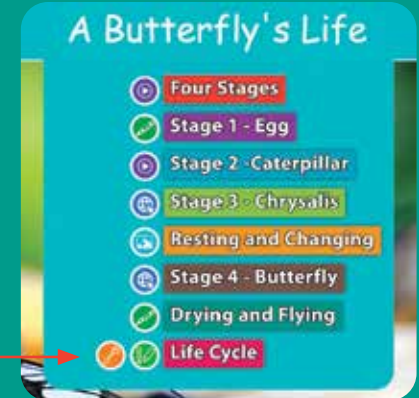 A Butterfly's Life
Four Stages
Stage 1 - Egg
Stage 2 -Caterpillar
Stage 3 - Chrysalis
Resting and Changing
Stage 4 - Butterfly
Drying and Flying
Life Cycle